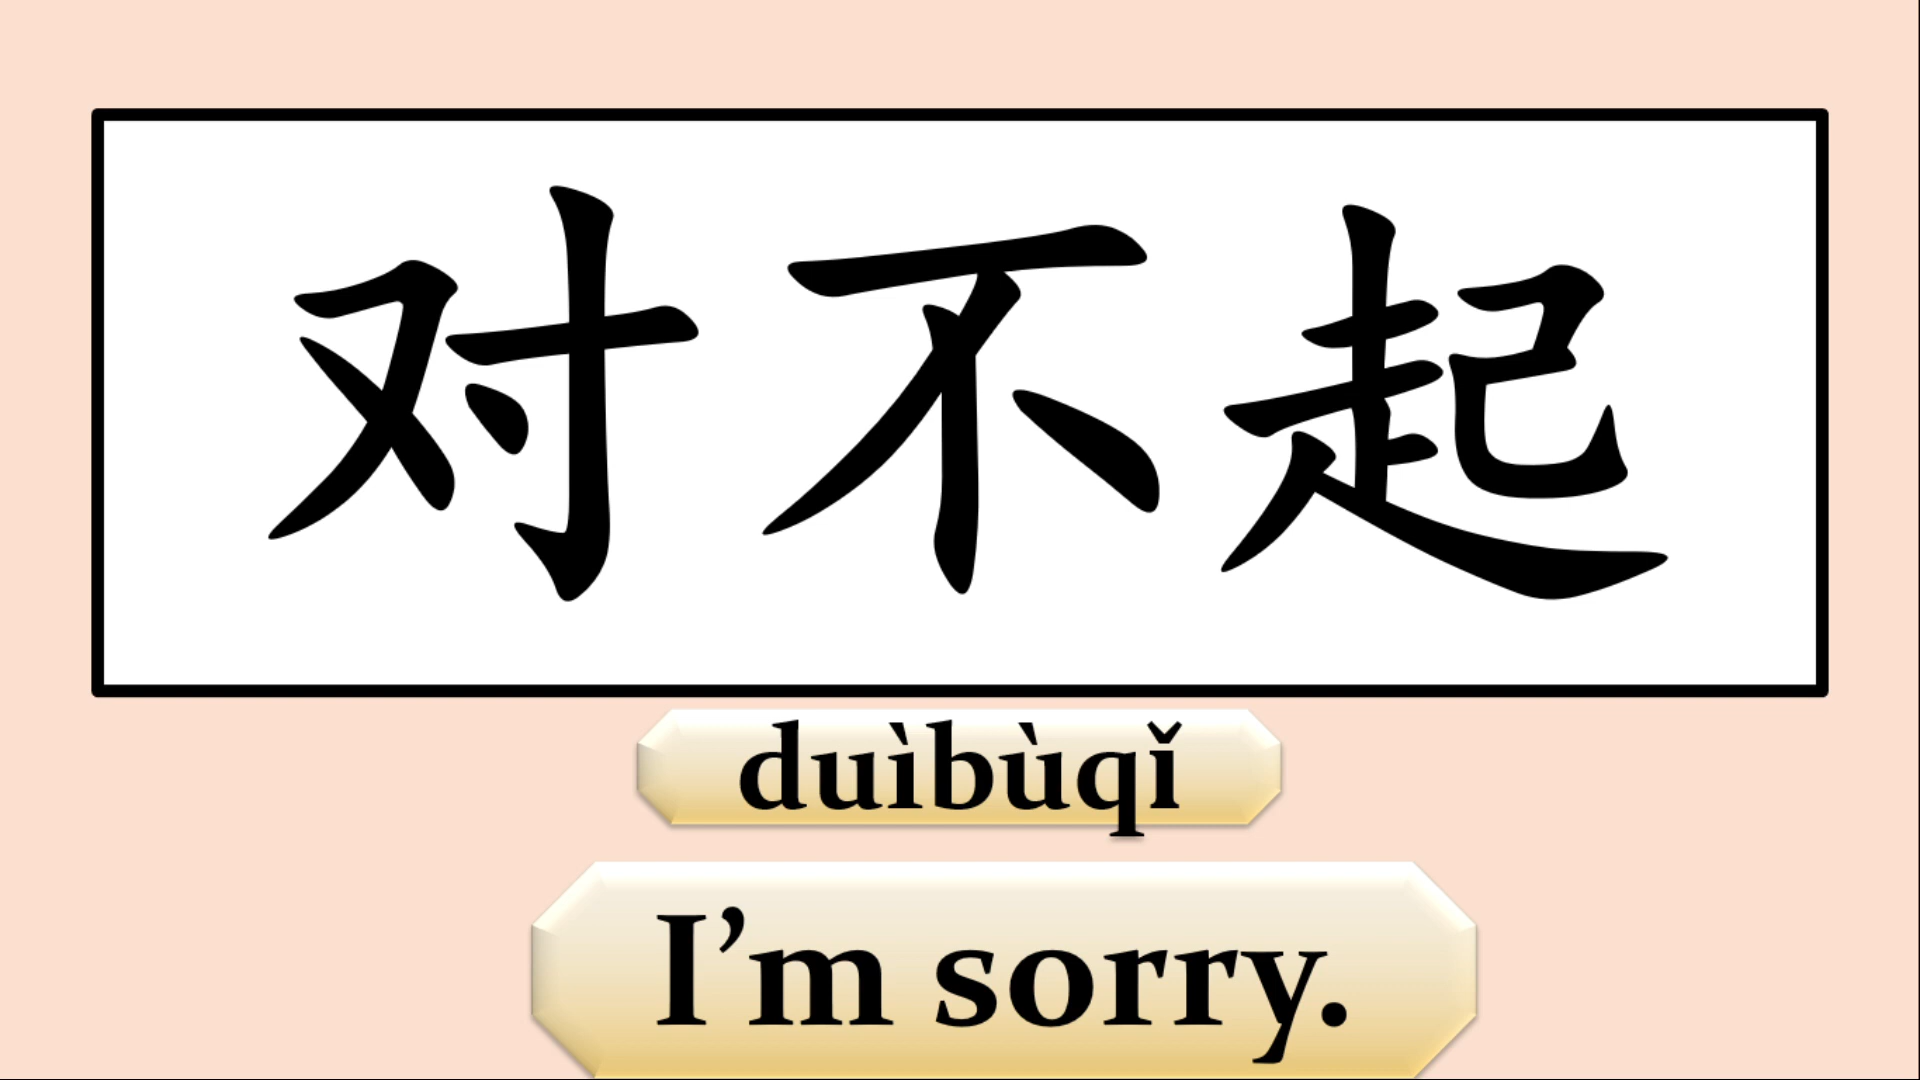 对不起
duìbùqǐ
I’m sorry.